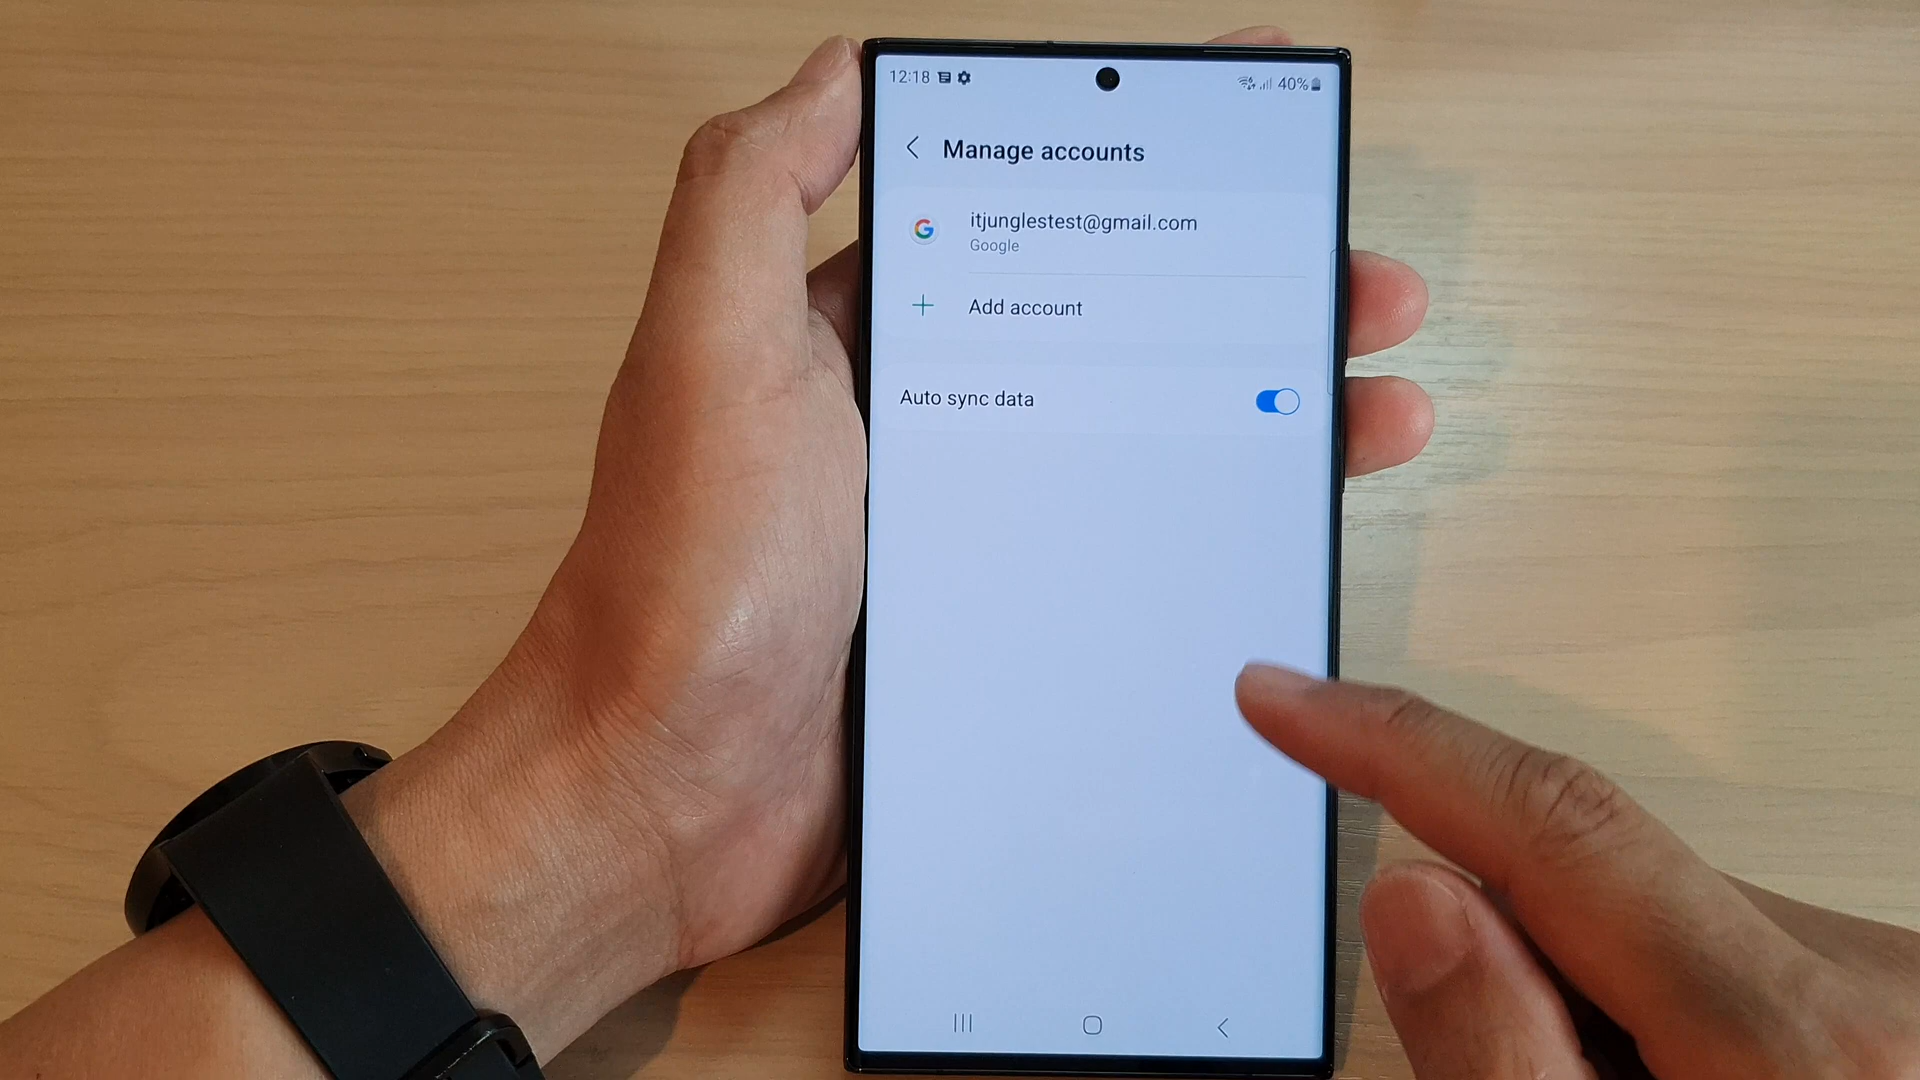 12:18 40%
Manage accounts
itjunglestest@gmail.com
Google
Add account
Auto sync data